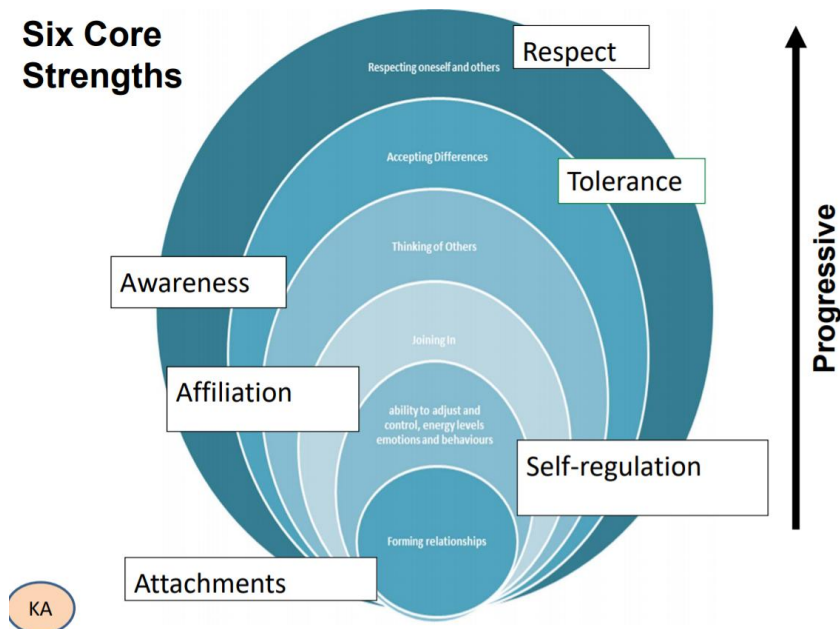 Six Core
Strengths
Respect
Respecting oneself and others
Accepting Differences
Tolerance
Thinking of Others
Awareness
Joining In
Affiliation
ability to adjust and
control, energy levels
emotions and behaviours
Self-regulation
Forming relationships
Attachments
Progressive
KA